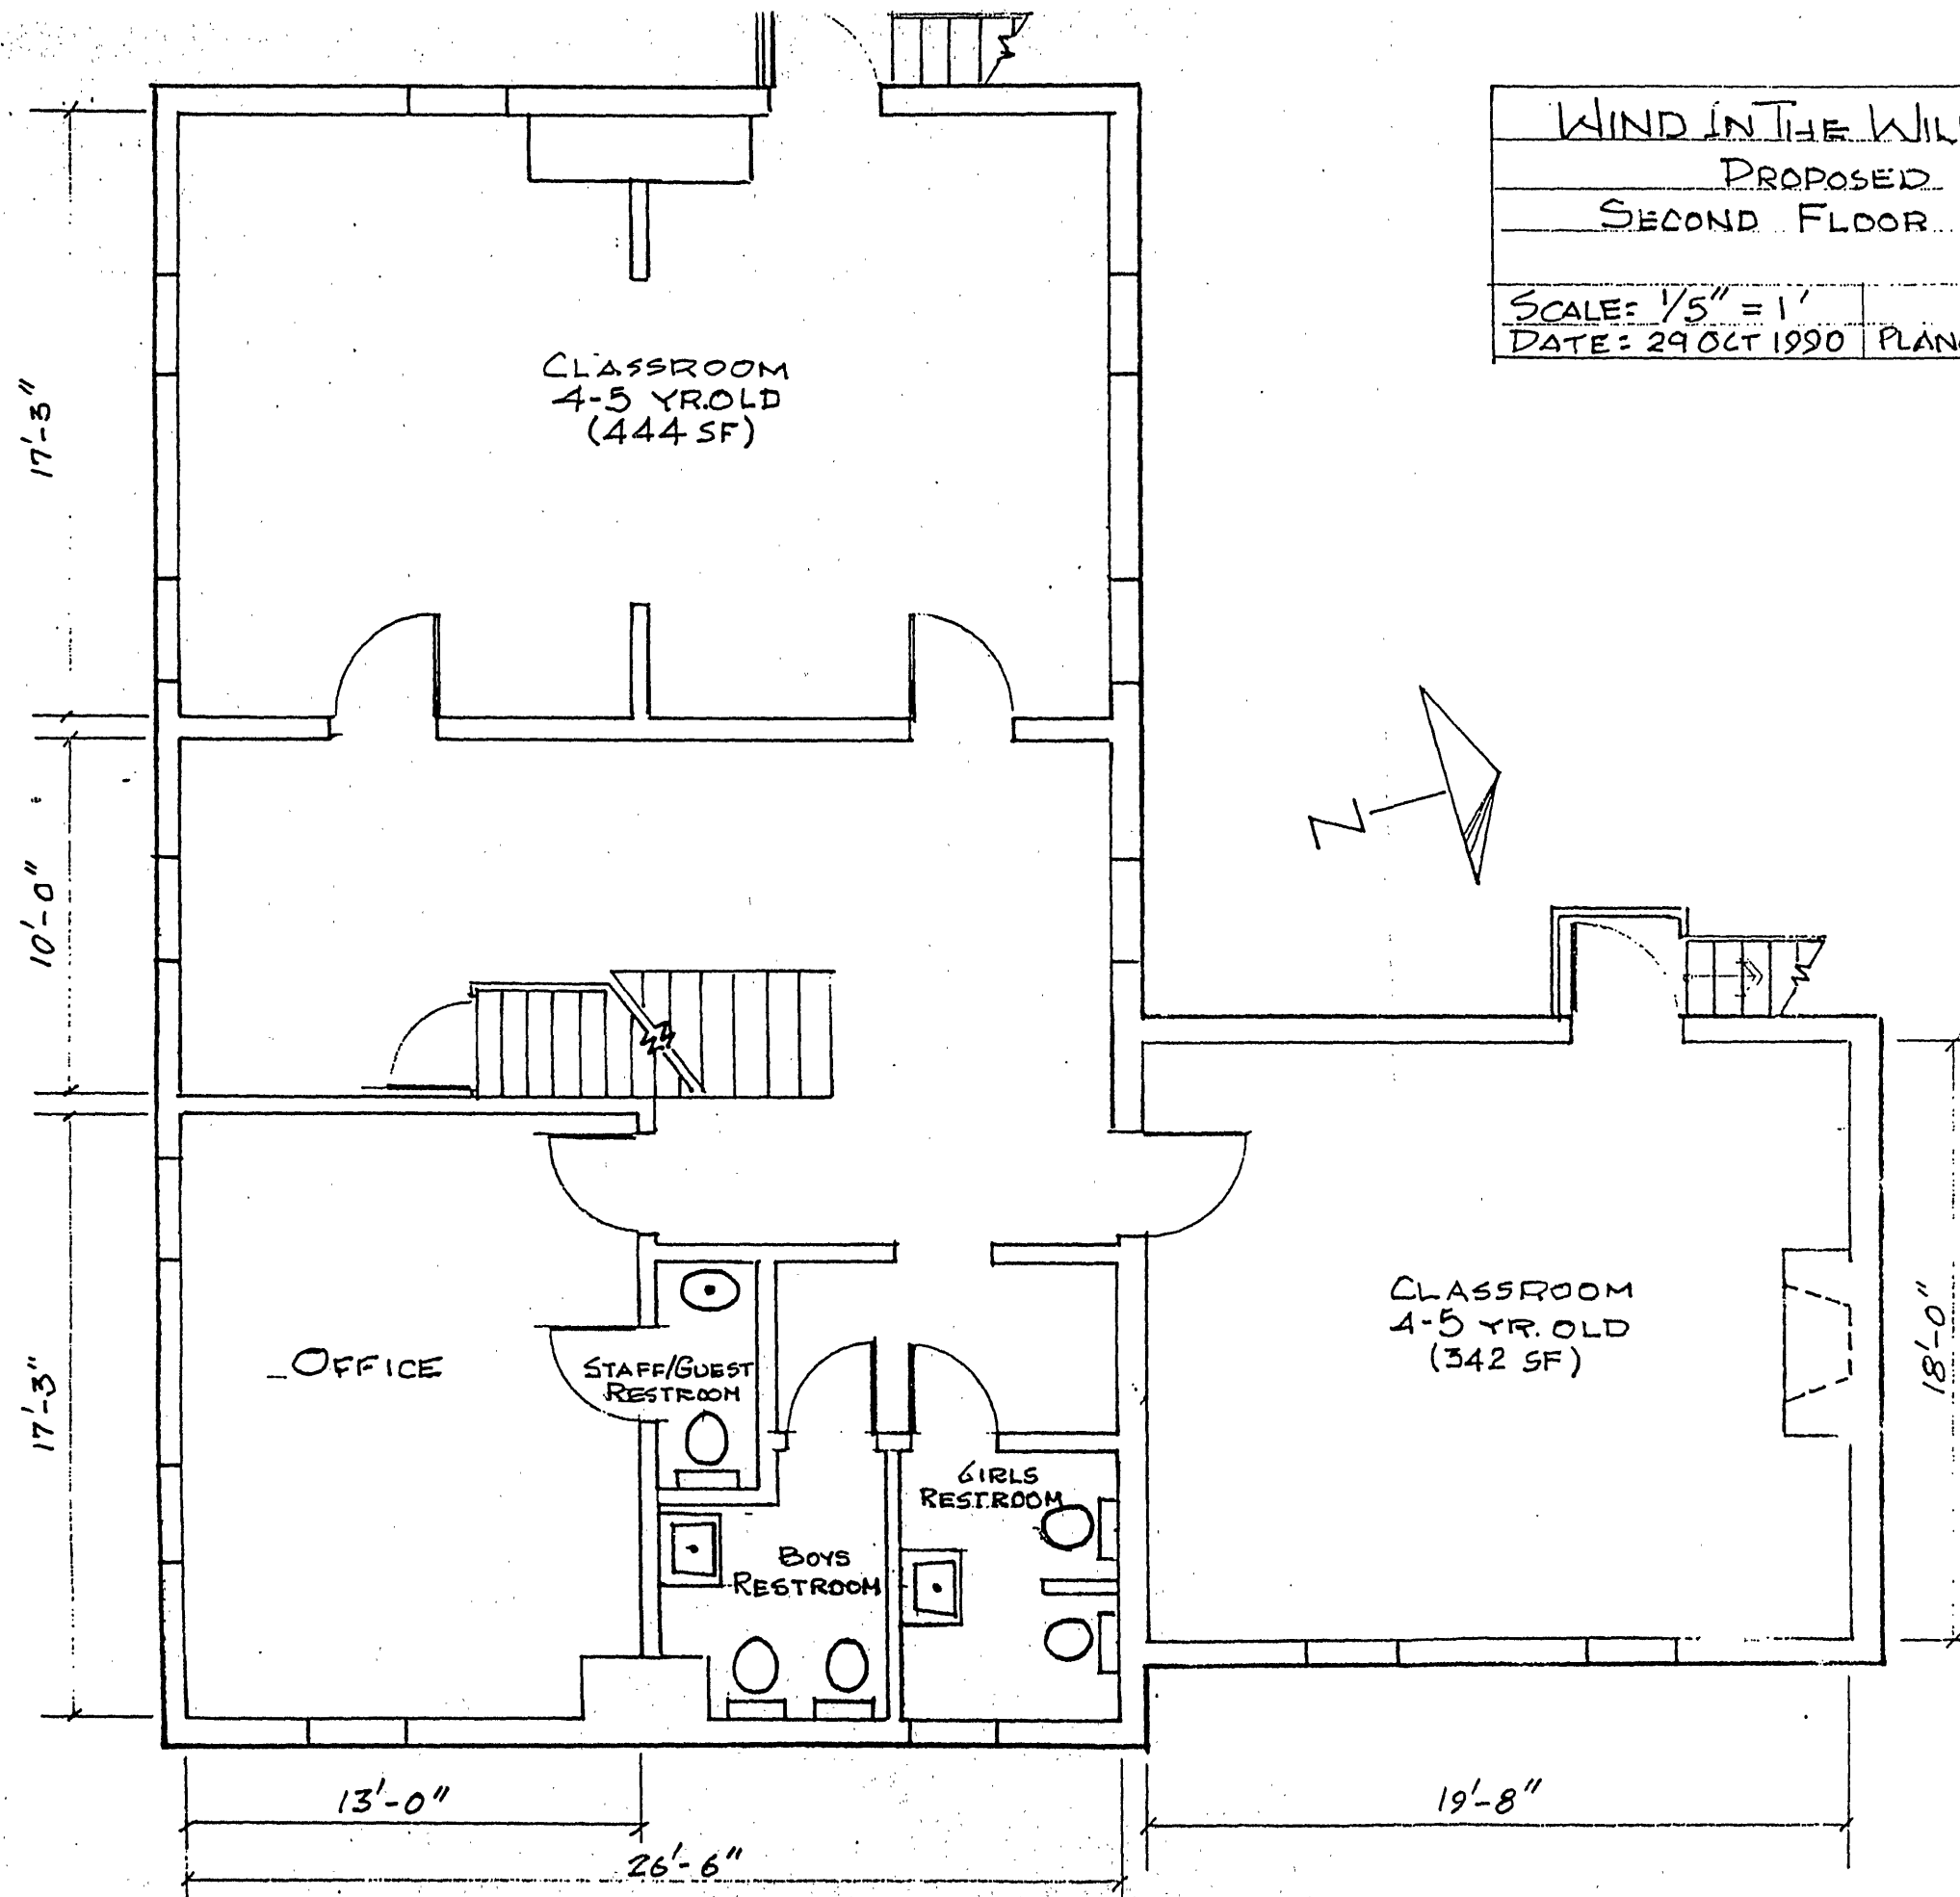 WIND IN THE
PROPOSED
SECOND FLOOR
SCALE: 1/5" = 1'
DATE: 29 OCT 1990
CLASSROOM
4-5 YR.OLD
(444 SF)
17'-3"
10'-0"
N
17'-3"
OFFICE
STAFF/GUEST
RESTROOM
BOYS
RESTROOM
GIRLS
RESTROOM
CLASSROOM
4-5 YR. OLD
(342 SF)
18'-0"
13'-0"
26'-6"
19'-8"